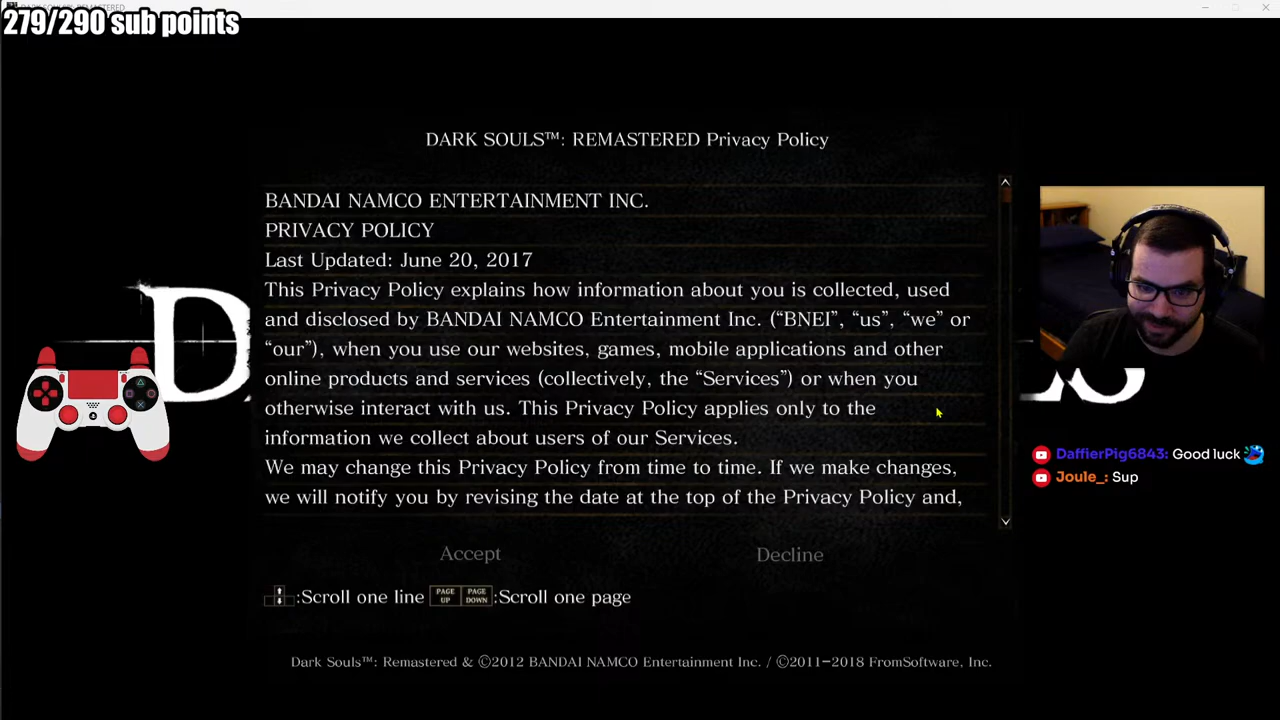 279/290 sub points
DARK SOULS™: REMASTERED Privacy Policy
BANDAI NAMCO ENTERTAINMENT INC.
PRIVACY POLICY
Last Updated: June 20, 2017
This Privacy Policy explains how information about you is collected, used
and disclosed by BANDAI NAMCO Entertainment Inc. (“BNEI”, “us”, “we” or
“our”), when you use our websites, games, mobile applications and other
online products and services (collectively, the “Services”) or when you
otherwise interact with us. This Privacy Policy applies only to the
information we collect about users of our Services.
We may change this Privacy Policy from time to time. If we make changes,
we will notify you by revising the date at the top of the Privacy Policy and,
DaffierPig6843: Good luck
Joule_: Sup
Accept Decline
:Scroll one line PAGE UP PAGE DOWN :Scroll one page
Dark Souls™: Remastered & ©2012 BANDAI NAMCO Entertainment Inc. / ©2011-2018 FromSoftware, Inc.